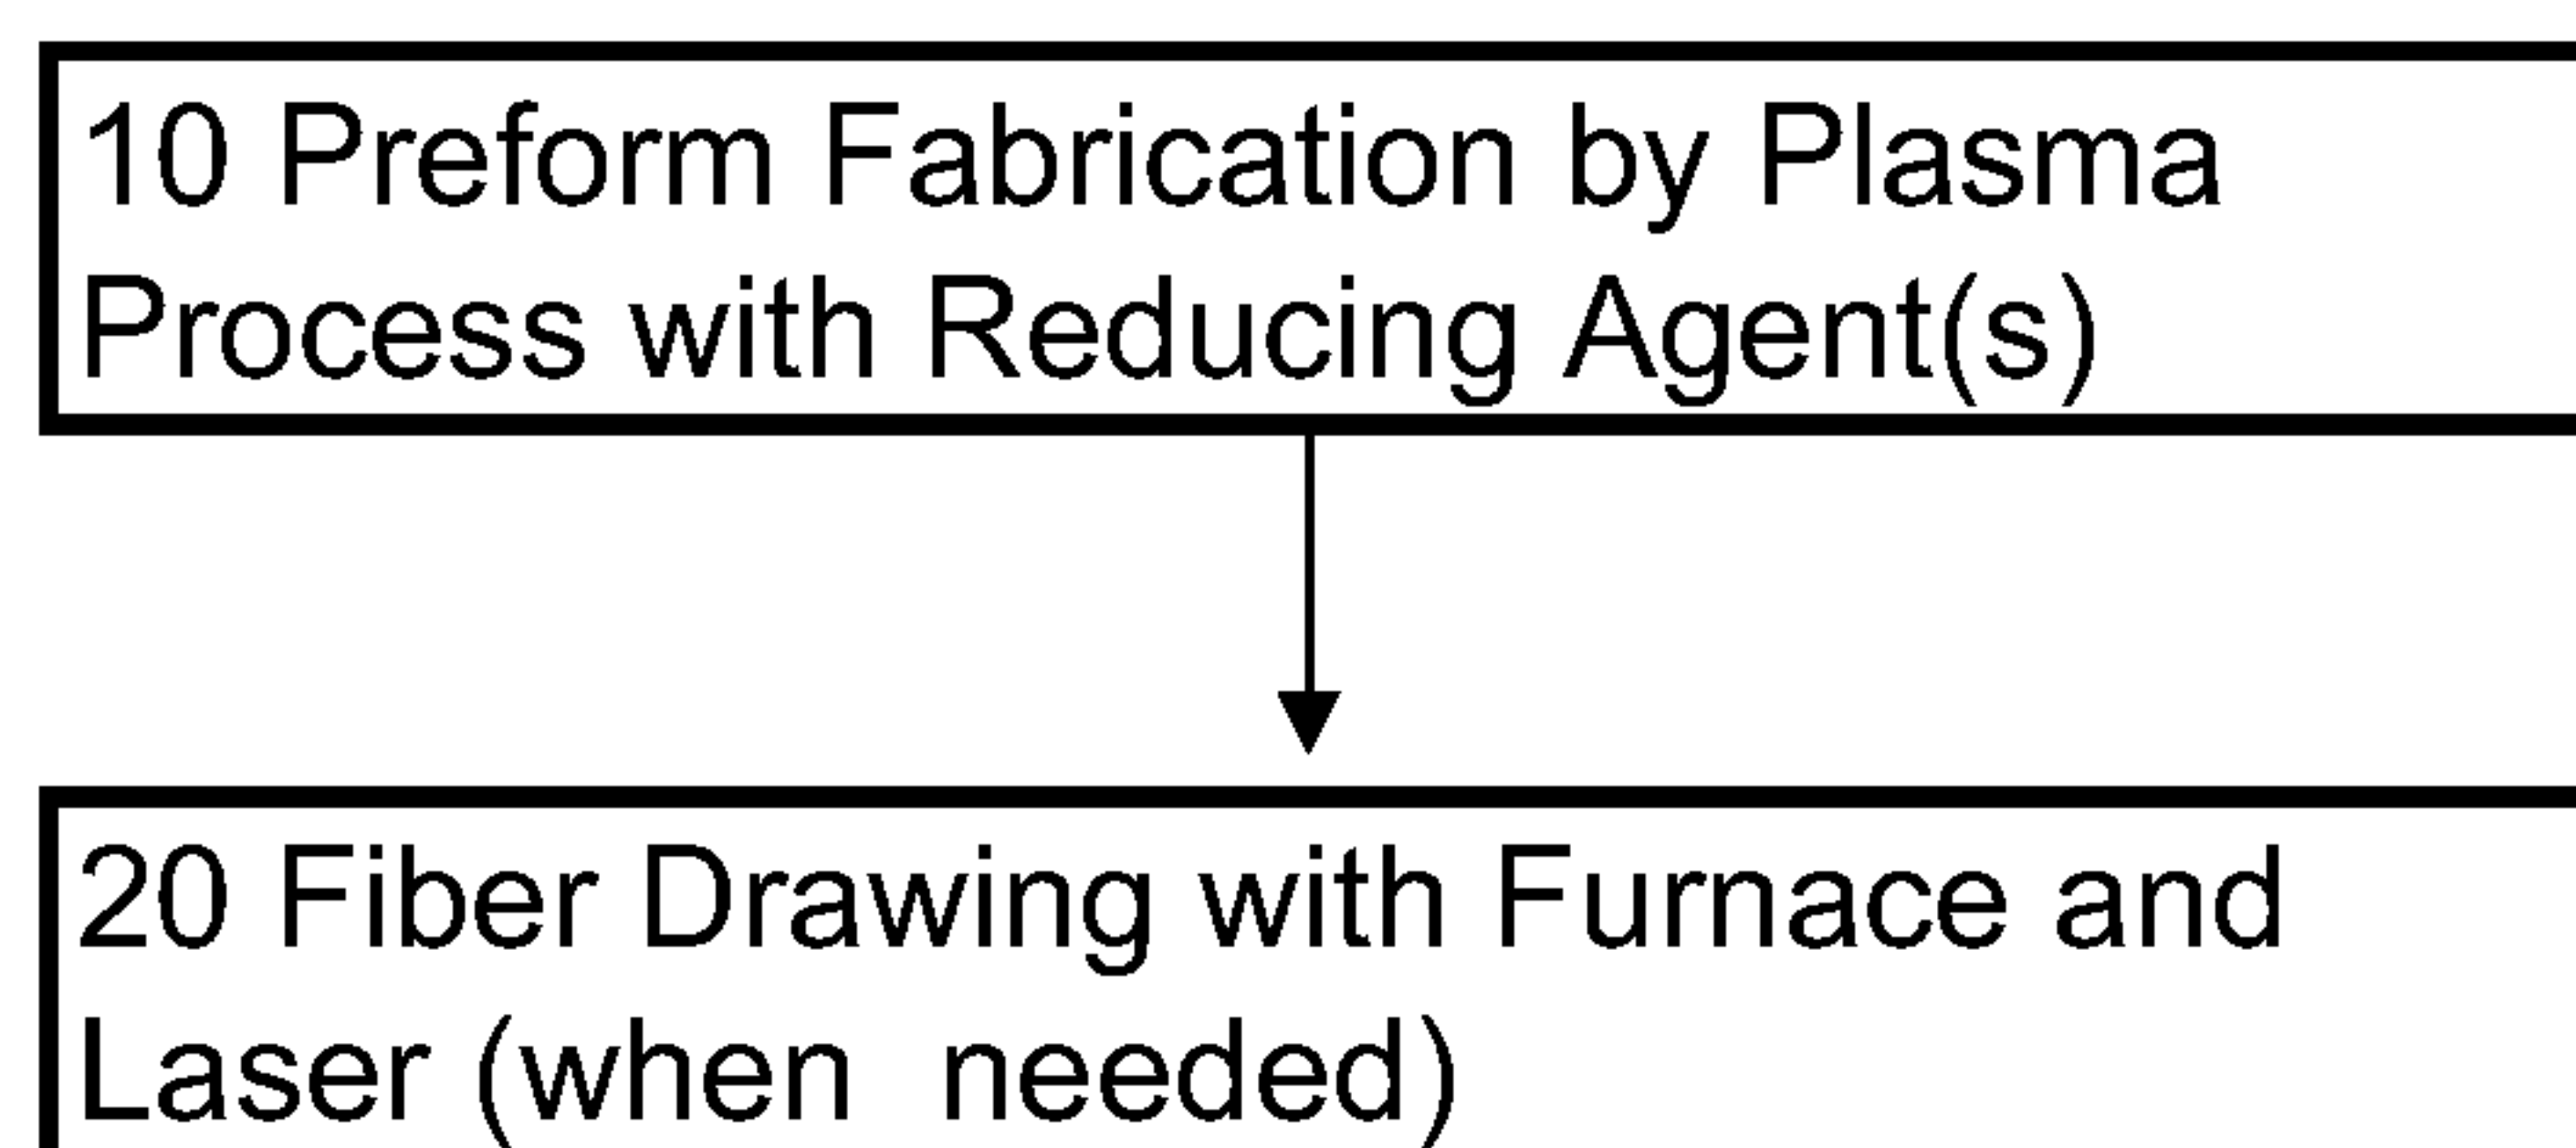 10 Preform Fabrication by Plasma
Process with Reducing Agent(s)
20 Fiber Drawing with Furnace and
Laser (when needed)